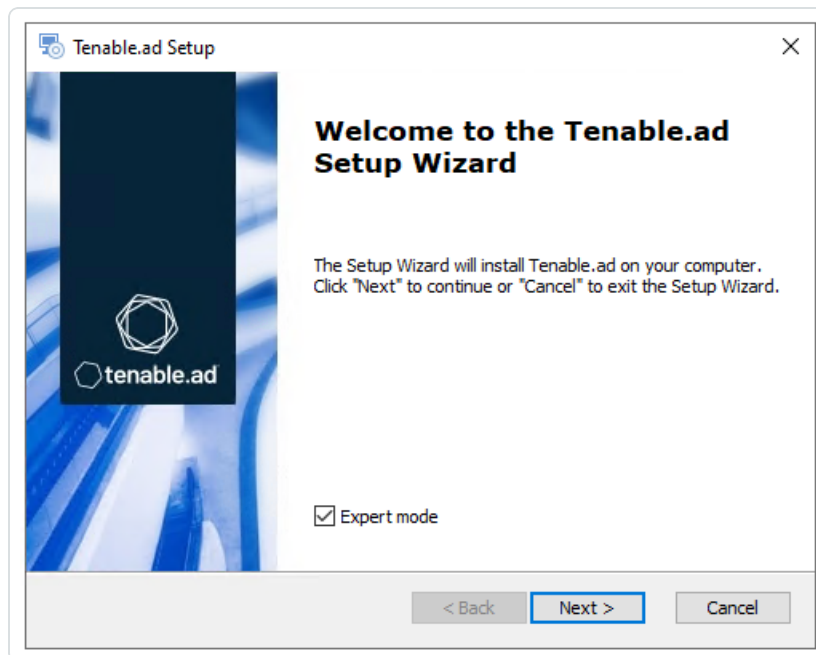 Tenable.ad Setup
Welcome to the Tenable.ad
Setup Wizard
The Setup Wizard will install Tenable.ad on your computer.
Click "Next" to continue or "Cancel" to exit the Setup Wizard.
tenable.ad
Expert mode
< Back
Next >
Cancel